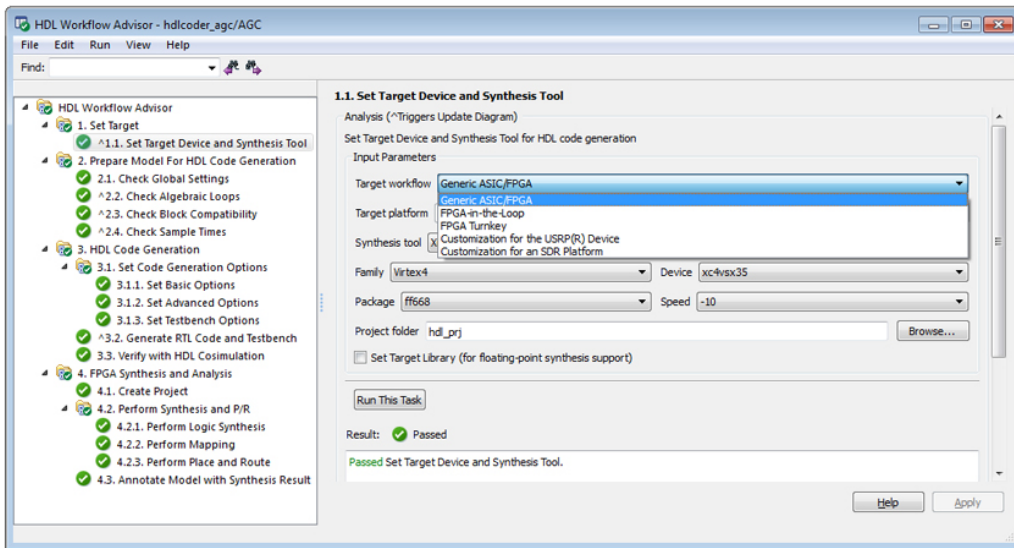 HDL Workflow Advisor - hdlcoder_agc/AGC
File Edit Run View Help
Find:
HDL Workflow Advisor
1. Set Target
^1.1. Set Target Device and Synthesis Tool
2. Prepare Model For HDL Code Generation
2.1. Check Global Settings
^2.2. Check Algebraic Loops
^2.3. Check Block Compatibility
^2.4. Check Sample Times
3. HDL Code Generation
3.1. Set Code Generation Options
3.1.1. Set Basic Options
3.1.2. Set Advanced Options
3.1.3. Set Testbench Options
^3.2. Generate RTL Code and Testbench
3.3. Verify with HDL Cosimulation
4. FPGA Synthesis and Analysis
4.1. Create Project
4.2. Perform Synthesis and P/R
4.2.1. Perform Logic Synthesis
4.2.2. Perform Mapping
4.2.3. Perform Place and Route
4.3. Annotate Model with Synthesis Result
1.1. Set Target Device and Synthesis Tool
Analysis (^Triggers Update Diagram)
Set Target Device and Synthesis Tool for HDL code generation
Input Parameters
Target workflow Generic ASIC/FPGA
Generic ASIC/FPGA
Target platform FPGA-in-the-Loop
FPGA Turnkey
Synthesis tool X Customization for the USRP(R) Device
Customization for an SDR Platform
Family Virtex4 Device xc4vsx35
Package ff668 Speed -10
Project folder hdl_prj Browse...
Set Target Library (for floating-point synthesis support)
Run This Task
Result: Passed
Passed Set Target Device and Synthesis Tool.
Help Apply